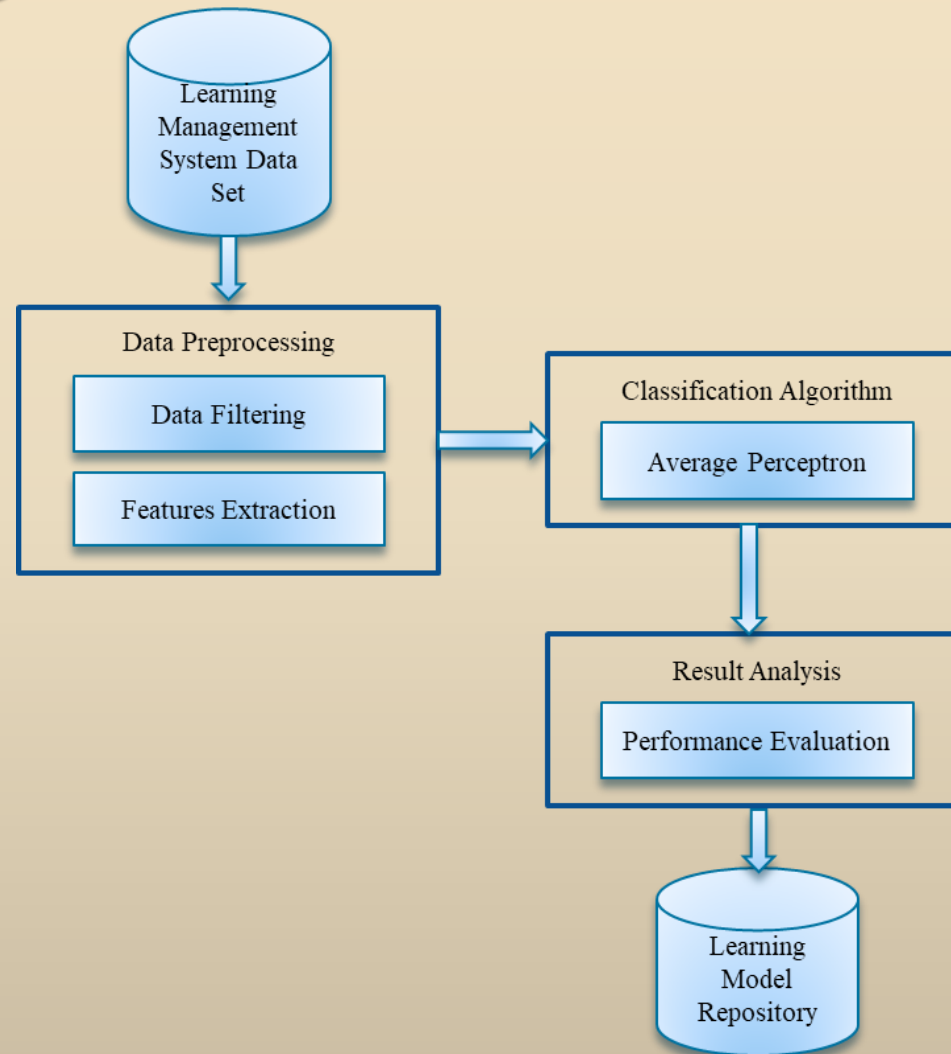 Learning
Management
System Data
Set
Data Preprocessing
Data Filtering
Features Extraction
Classification Algorithm
Average Perceptron
Result Analysis
Performance Evaluation
Learning
Model
Repository